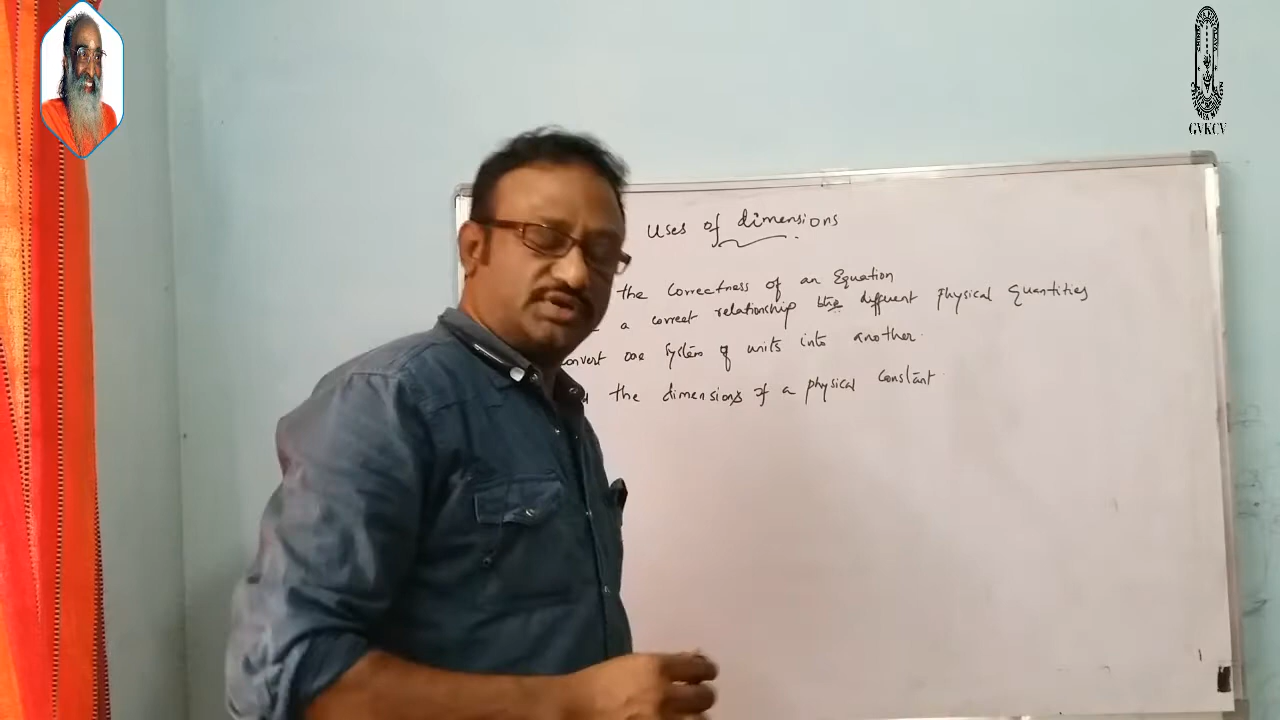 GVKCV
Uses of dimensions
the correctness of an Equation
a correct relationship the different physical Quantities
convert one system of units into another.
the dimensions of a physical constant